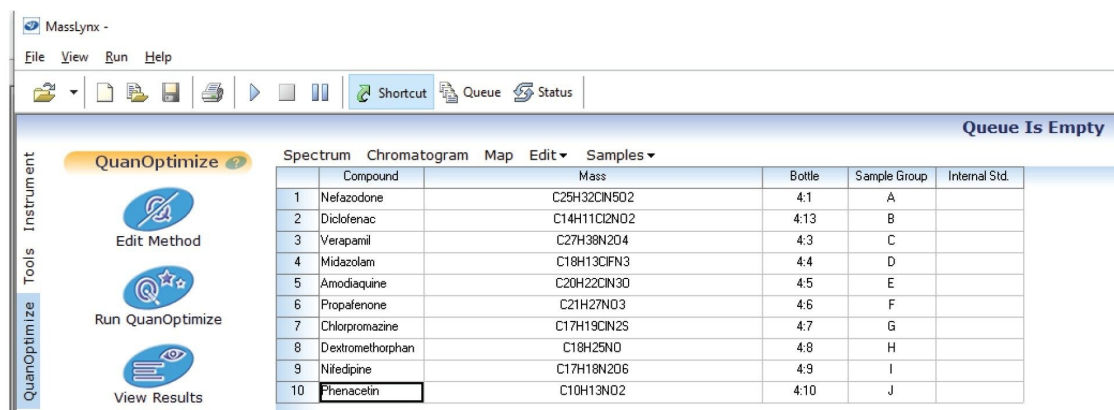 MassLynx -
File View Run Help
Shortcut Queue Status
Queue Is Empty
Instrument
Tools
QuanOptimize
QuanOptimize ?
Edit Method
Run QuanOptimize
View Results
Spectrum Chromatogram Map Edit Samples
Compound Mass Bottle Sample Group Internal Std.
1 Nefazodone C25H32ClN5O2 4:1 A
2 Diclofenac C14H11Cl2NO2 4:13 B
3 Verapamil C27H38N2O4 4:3 C
4 Midazolam C18H13ClFN3 4:4 D
5 Amodiaquine C20H22ClN3O 4:5 E
6 Propafenone C21H27NO3 4:6 F
7 Chlorpromazine C17H19ClN2S 4:7 G
8 Dextromethorphan C18H25NO 4:8 H
9 Nifedipine C17H18N2O6 4:9 I
10 Phenacetin C10H13NO2 4:10 J